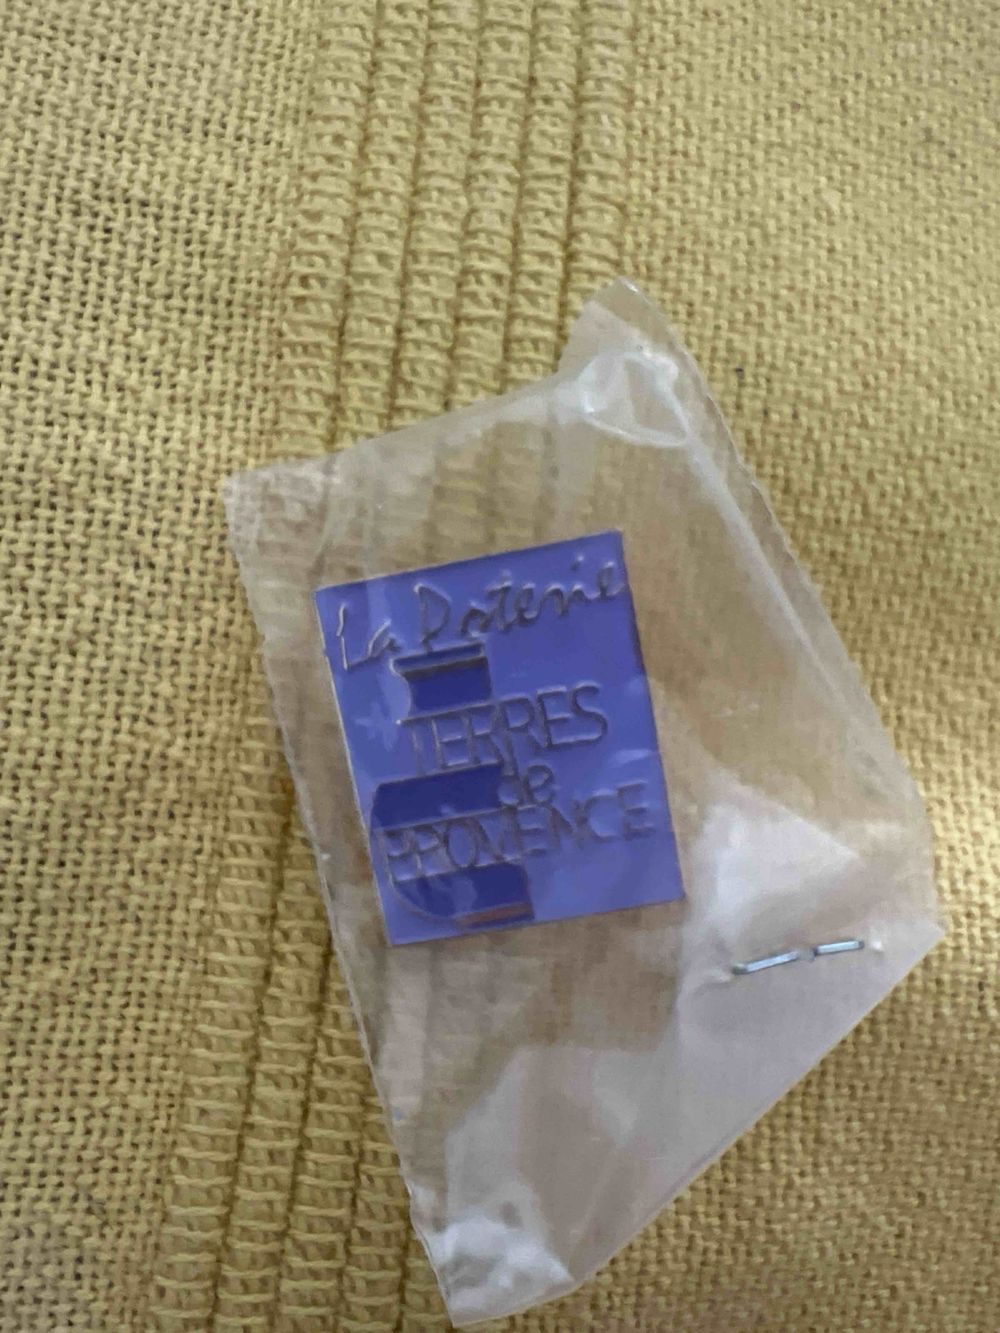 La Poterie
TERRES
de
PROVENCE